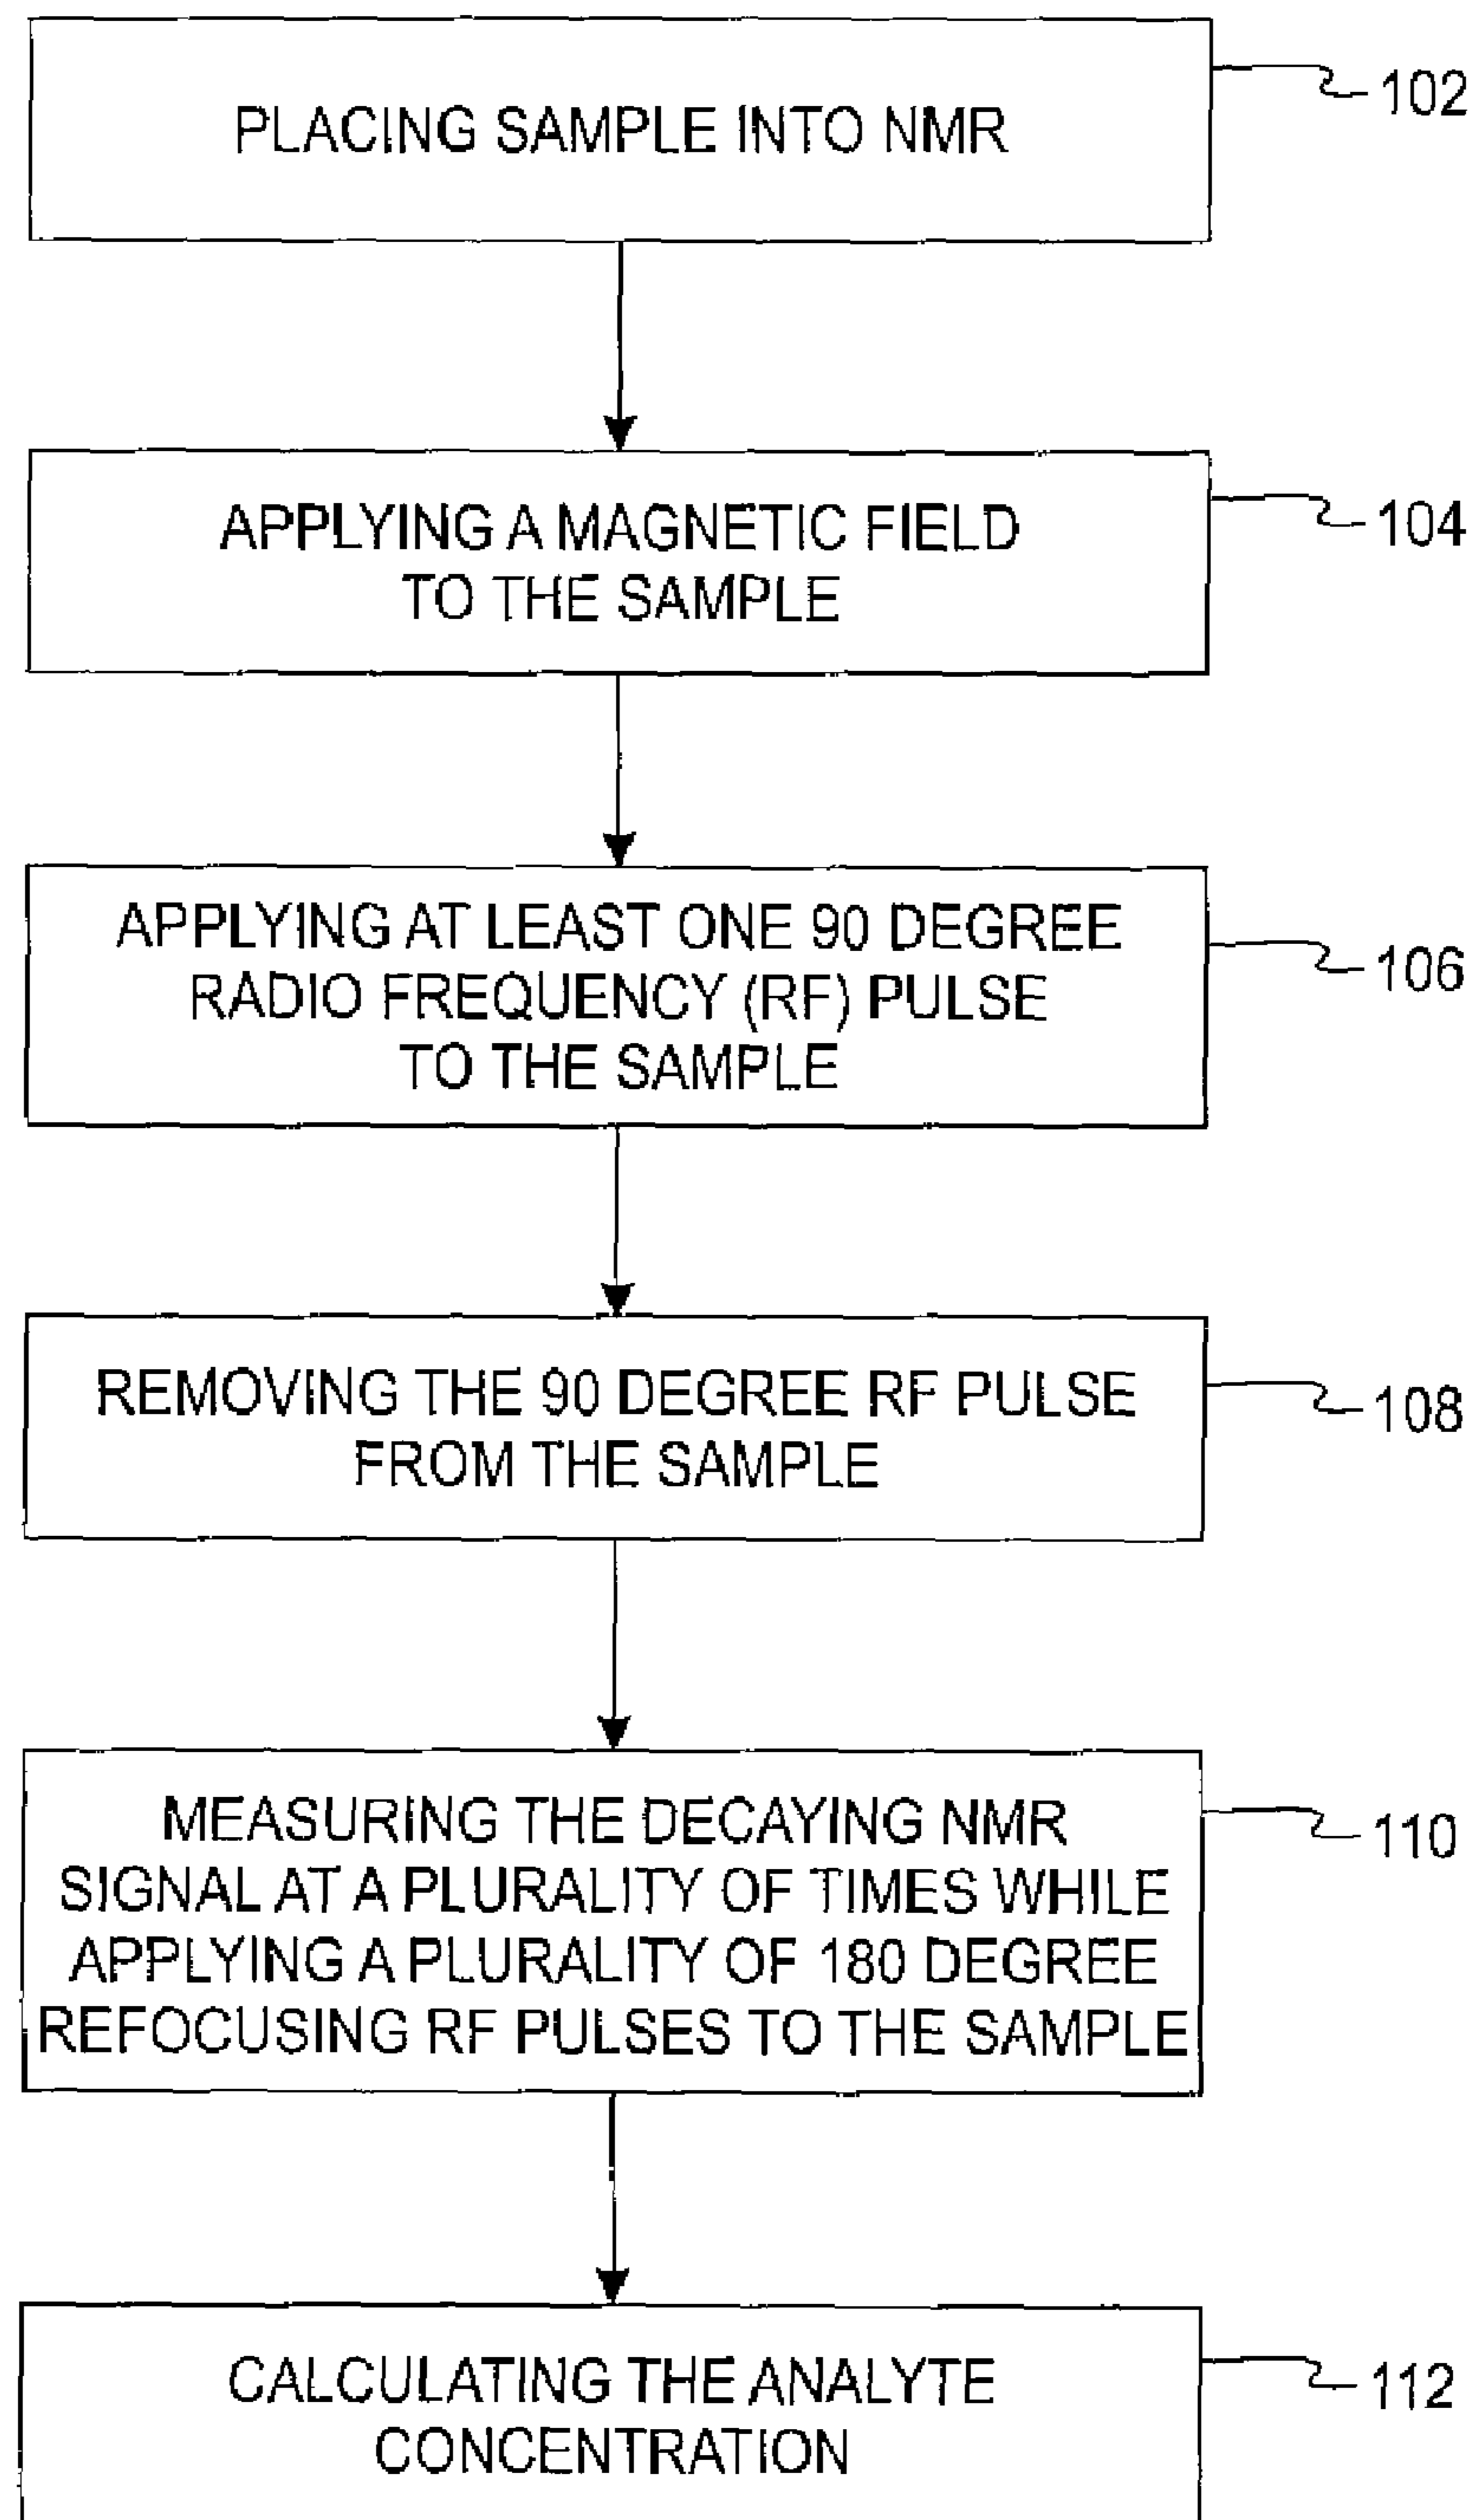 PLACING SAMPLE INTO NMR
102
APPLYING A MAGNETIC FIELD
TO THE SAMPLE
104
APPLYING AT LEAST ONE 90 DEGREE
RADIO FREQUENCY (RF) PULSE
TO THE SAMPLE
106
REMOVING THE 90 DEGREE RF PULSE
FROM THE SAMPLE
108
MEASURING THE DECAYING NMR
SIGNAL AT A PLURALITY OF TIMES WHILE
APPLYING A PLURALITY OF 180 DEGREE
REFOCUSING RF PULSES TO THE SAMPLE
110
CALCULATING THE ANALYTE
CONCENTRATION
112